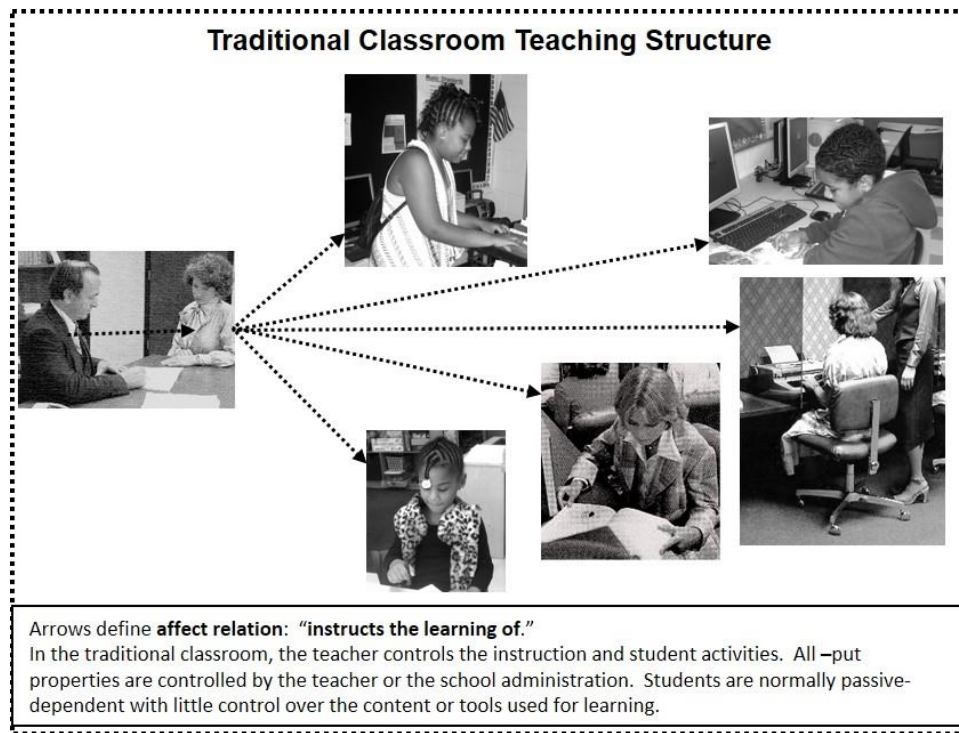 Traditional Classroom Teaching Structure
Arrows define affect relation:  “instructs the learning of.”
In the traditional classroom, the teacher controls the instruction and student activities.  All –put
properties are controlled by the teacher or the school administration.  Students are normally passive-
dependent with little control over the content or tools used for learning.